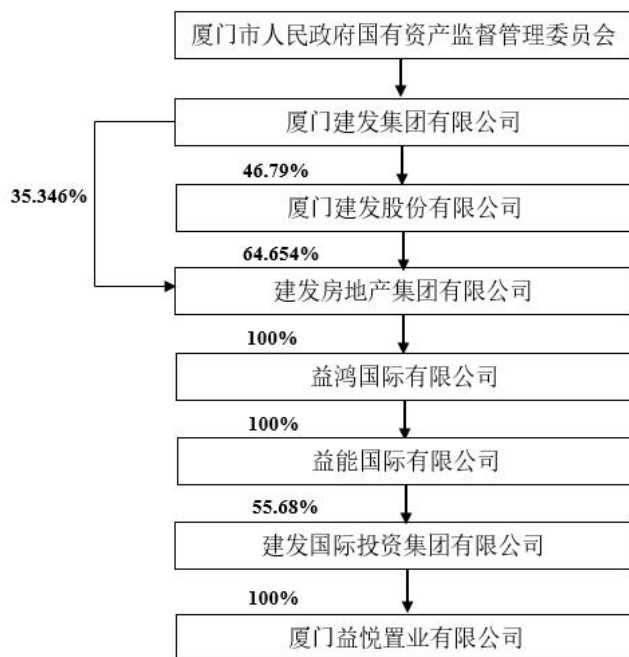 厦门市人民政府国有资产监督管理委员会
厦门建发集团有限公司
46.79%
35.346%
厦门建发股份有限公司
64.654%
建发房地产集团有限公司
100%
益鸿国际有限公司
100%
益能国际有限公司
55.68%
建发国际投资集团有限公司
100%
厦门益悦置业有限公司